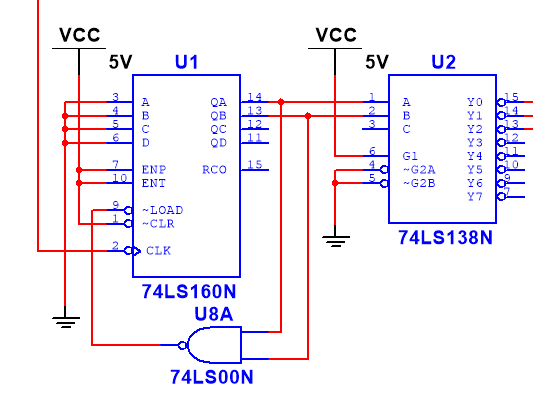 VCC VCC
5V U1 5V U2
3 A QA 14 1 A Y0 15
4 B QB 13 2 B Y1 14
5 C QC 12 3 C Y2 13
6 D QD 11 Y3 12
6 G1 Y4 11
7 ENP RCO 15 4 ~G2A Y5 10
10 ENT 5 ~G2B Y6 9
Y7 7
9 ~LOAD
1 ~CLR
74LS138N
2 CLK
74LS160N
U8A
74LS00N